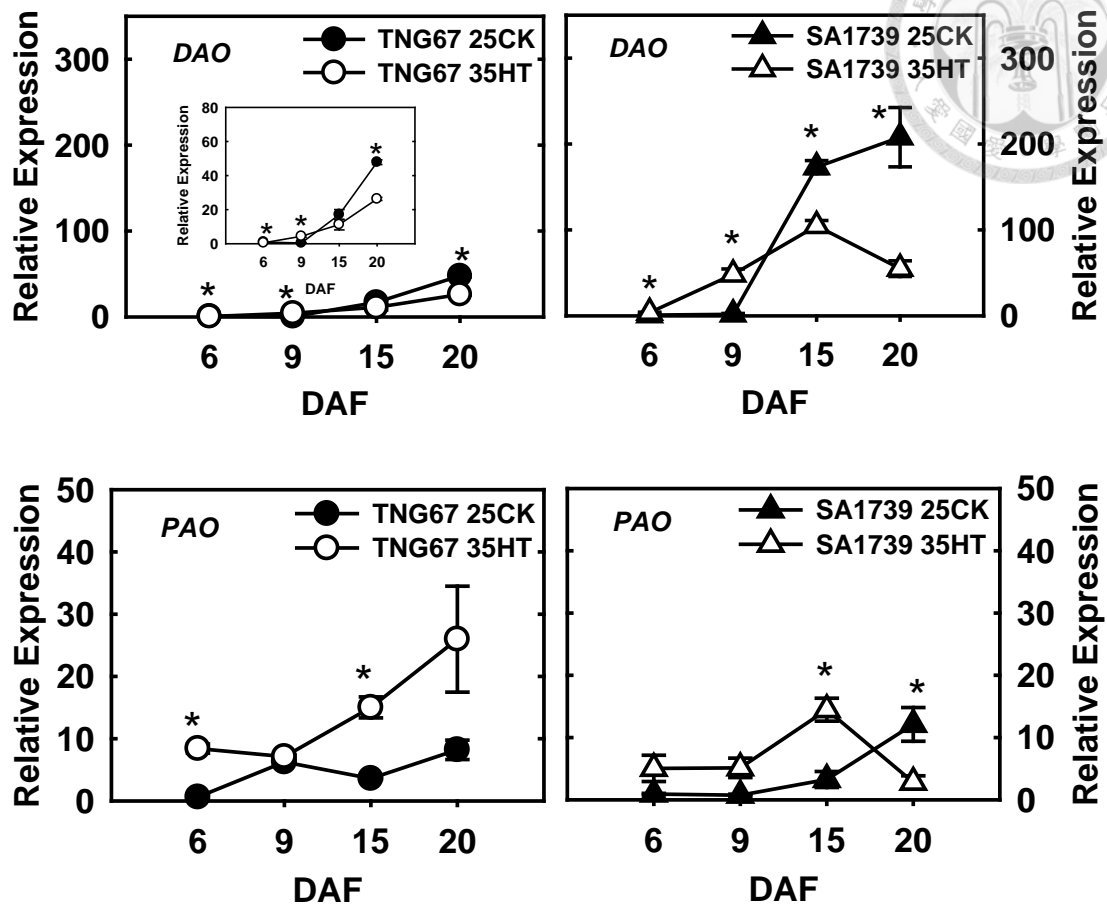 DAO
TNG67 25CK
TNG67 35HT
Relative Expression
300
200
100
0
6 9 15 20
DAF
*
*
*
Relative Expression
80
60
40
20
0
6 9 15 20
DAF
*
*
*
DAO
SA1739 25CK
SA1739 35HT
Relative Expression
300
200
100
0
6 9 15 20
DAF
*
*
*
*
PAO
TNG67 25CK
TNG67 35HT
Relative Expression
50
40
30
20
10
0
6 9 15 20
DAF
*
*
PAO
SA1739 25CK
SA1739 35HT
Relative Expression
50
40
30
20
10
0
6 9 15 20
DAF
*
*